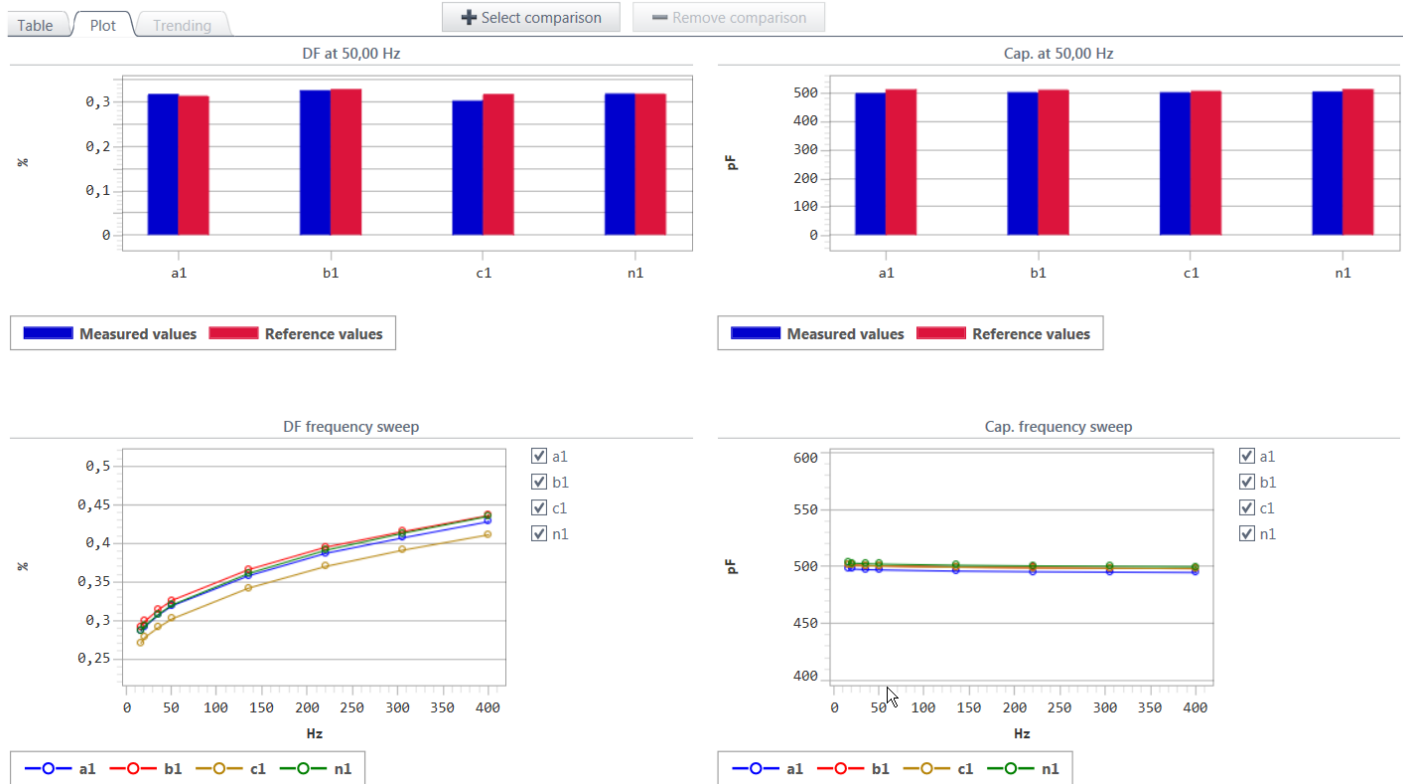 Table Plot Trending Select comparison Remove comparison
DF at 50,00 Hz
%
0,3
0,2
0,1
0
a1 b1 c1 n1
Measured values Reference values
Cap. at 50,00 Hz
pF
500
400
300
200
100
0
a1 b1 c1 n1
Measured values Reference values
DF frequency sweep
%
0,5
0,45
0,4
0,35
0,3
0,25
0 50 100 150 200 250 300 350 400
Hz
a1
b1
c1
n1
a1 b1 c1 n1
Cap. frequency sweep
pF
600
550
500
450
400
0 50 100 150 200 250 300 350 400
Hz
a1
b1
c1
n1
a1 b1 c1 n1